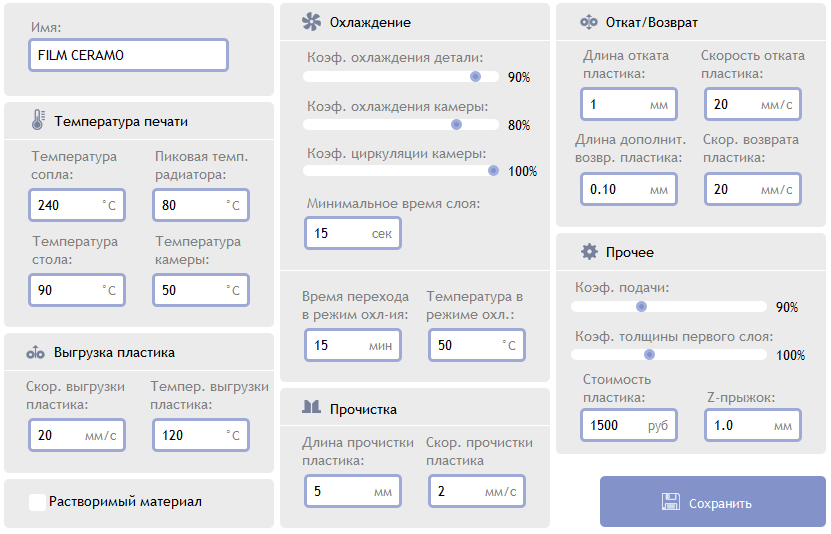 Имя:
FILM CERAMO
Температура печати
Температура сопла:
240 °C
Пиковая темп. радиатора:
80 °C
Температура стола:
90 °C
Температура камеры:
50 °C
Выгрузка пластика
Скор. выгрузки пластика:
20 мм/с
Темпер. выгрузки пластика:
120 °C
Растворимый материал
Охлаждение
Коэф. охлаждения детали:
90%
Коэф. охлаждения камеры:
80%
Коэф. циркуляции камеры:
100%
Минимальное время слоя:
15 сек
Время перехода в режим охл-ия:
15 мин
Температура в режиме охл.:
50 °C
Прочистка
Длина прочистки пластика:
5 мм
Скор. прочистки пластика
2 мм/с
Откат/Возврат
Длина отката пластика:
1 мм
Скорость отката пластика:
20 мм/с
Длина дополнит. возвр. пластика:
0.10 мм
Скор. возврата пластика:
20 мм/с
Прочее
Коэф. подачи:
90%
Коэф. толщины первого слоя:
100%
Стоимость пластика:
1500 руб
Z-прыжок:
1.0 мм
Сохранить